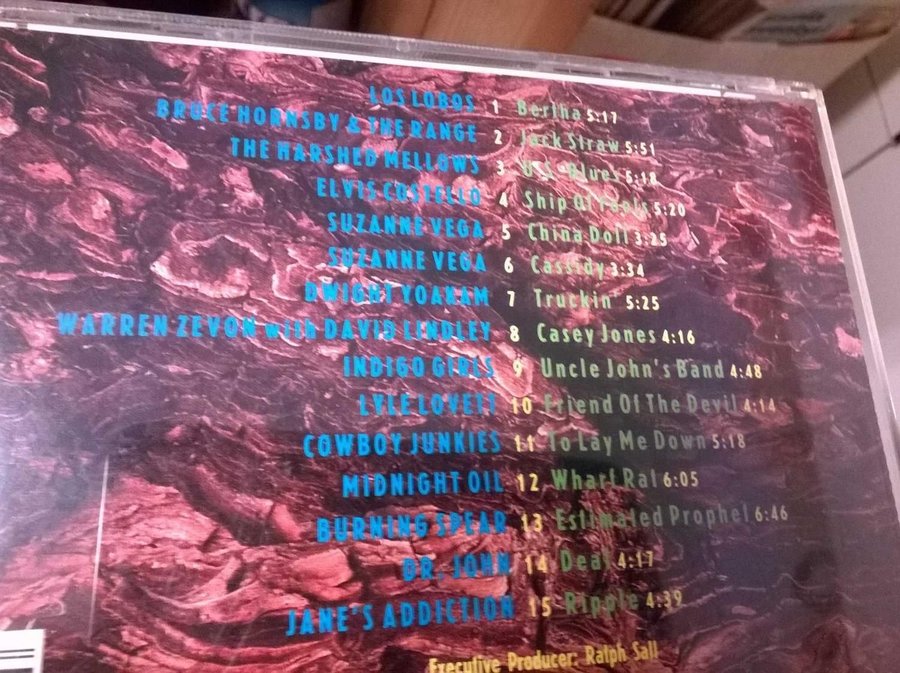 LOS LOBOS 1 Bertha 5:17
BRUCE HORNSBY & THE RANGE 2 Jack Straw 5:51
THE HARSHED MELLOWS 3 U.S. Blues 5:18
ELVIS COSTELLO 4 Ship Of Fools 5:20
SUZANNE VEGA 5 China Doll 3:25
SUZANNE VEGA 6 Cassidy 3:34
DWIGHT YOAKAM 7 Truckin' 5:25
WARREN ZEVON with DAVID LINDLEY 8 Casey Jones 4:16
INDIGO GIRLS 9 Uncle John's Band 4:48
LYLE LOVETT 10 Friend Of The Devil 4:14
COWBOY JUNKIES 11 To Lay Me Down 5:18
MIDNIGHT OIL 12 Wharf Rat 6:05
BURNING SPEAR 13 Estimated Prophet 6:46
DR. JOHN 14 Deal 4:17
JANE'S ADDICTION 15 Ripple 4:39
Executive Producer: Ralph Sall